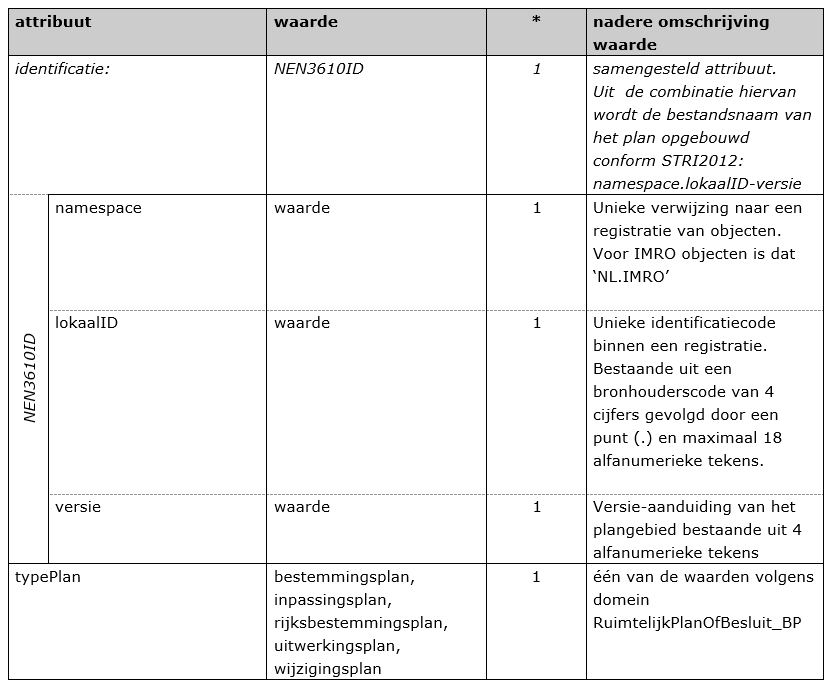 attribuut
waarde
*
nadere omschrijving
waarde
identificatie:
NEN3610ID
1
samengesteld attribuut.
Uit  de combinatie hiervan
wordt de bestandsnaam van
het plan opgebouwd
conform STRI2012:
namespace.lokaalID-versie
NEN3610ID
namespace
waarde
1
Unieke verwijzing naar een
registratie van objecten.
Voor IMRO objecten is dat
‘NL.IMRO’
lokaalID
waarde
1
Unieke identificatiecode
binnen een registratie.
Bestaande uit een
bronhouderscode van 4
cijfers gevolgd door een
punt (.) en maximaal 18
alfanumerieke tekens.
versie
waarde
1
Versie-aanduiding van het
plangebied bestaande uit 4
alfanumerieke tekens
typePlan
bestemmingsplan,
inpassingsplan,
rijksbestemmingsplan,
uitwerkingsplan,
wijzigingsplan
1
één van de waarden volgens
domein
RuimtelijkPlanOfBesluit_BP